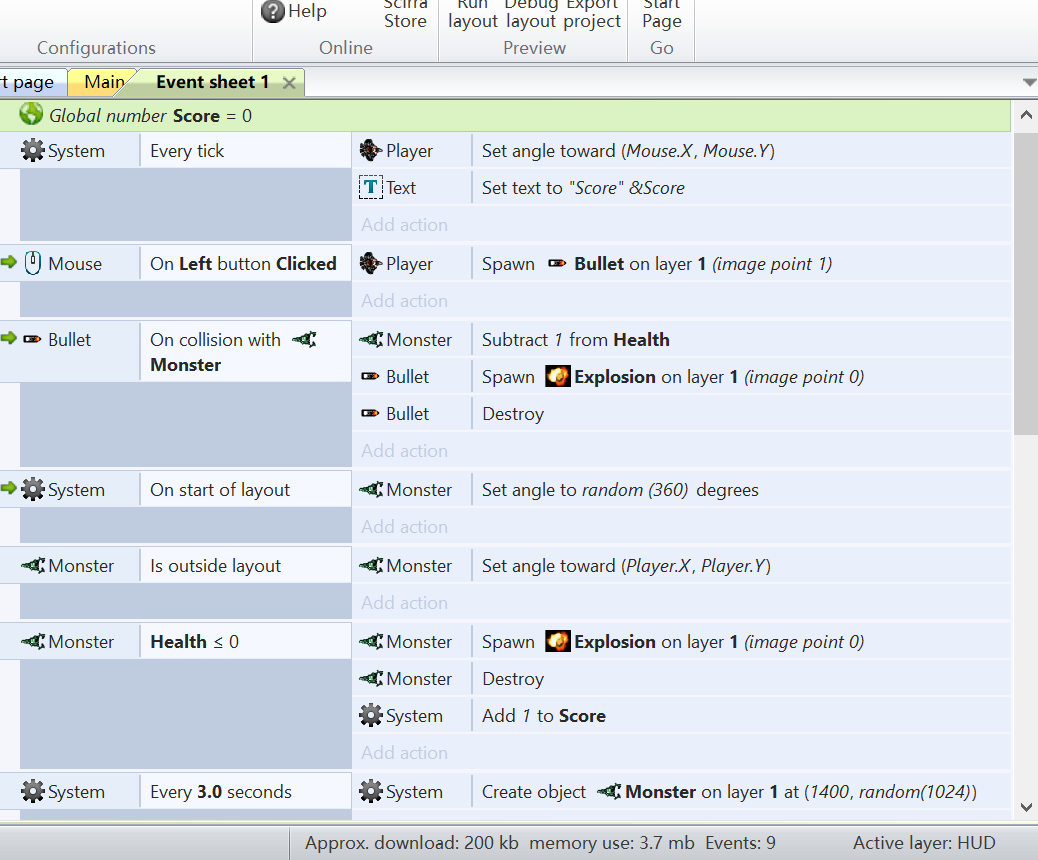 Help
Scirra
Store
Run
layout
Debug
layout
Export
project
Start
Page
Configurations
Online
Preview
Go
rt page
Main
Event sheet 1
Global number Score = 0
System Every tick Player Set angle toward (Mouse.X, Mouse.Y)
T Text Set text to "Score" &Score
Add action
Mouse On Left button Clicked Player Spawn Bullet on layer 1 (image point 1)
Add action
Bullet On collision with Monster Subtract 1 from Health
Monster
Bullet Spawn Explosion on layer 1 (image point 0)
Bullet Destroy
Add action
System On start of layout Monster Set angle to random (360) degrees
Add action
Monster Is outside layout Monster Set angle toward (Player.X, Player.Y)
Add action
Monster Health ≤ 0 Monster Spawn Explosion on layer 1 (image point 0)
Monster Destroy
System Add 1 to Score
Add action
System Every 3.0 seconds System Create object Monster on layer 1 at (1400, random(1024))
Approx. download: 200 kb memory use: 3.7 mb Events: 9 Active layer: HUD